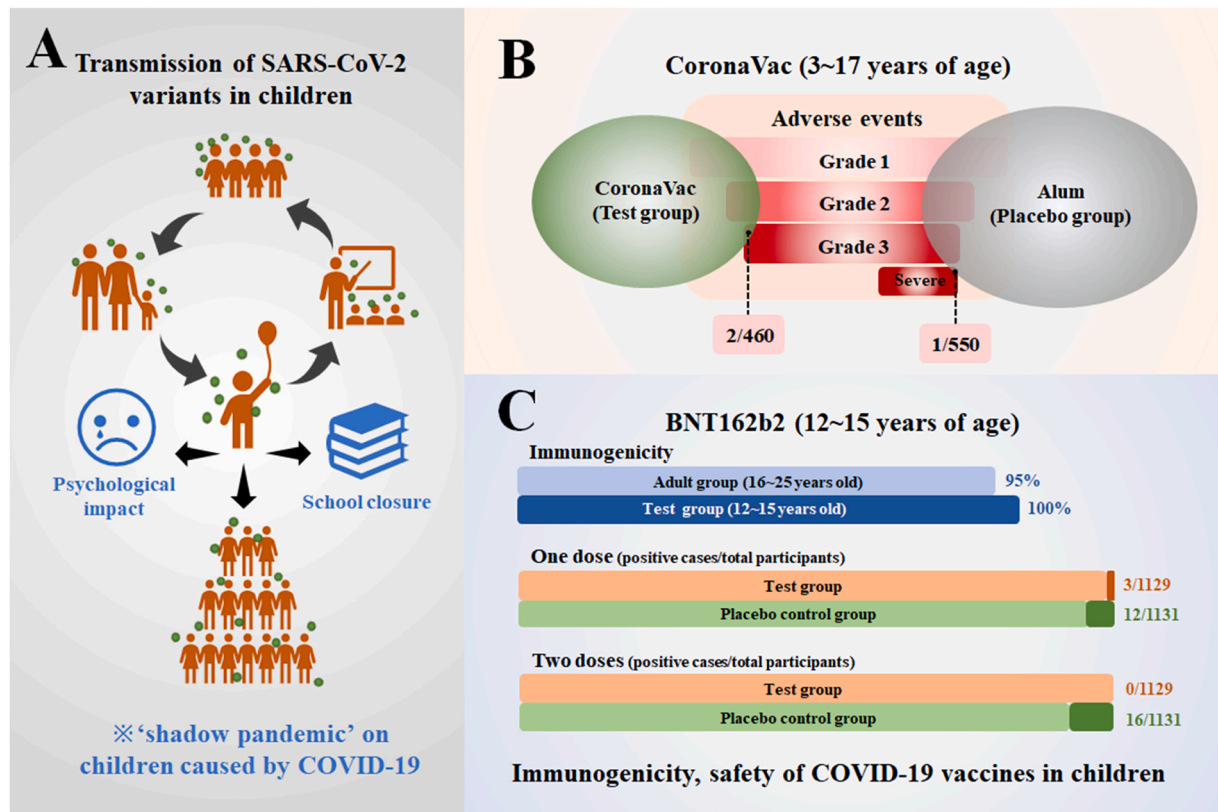 A
Transmission of SARS-CoV-2
variants in children
Psychological
impact
School closure
※‘shadow pandemic’ on
children caused by COVID-19
B
CoronaVac (3~17 years of age)
Adverse events
Grade 1
CoronaVac
(Test group)
Grade 2
Alum
(Placebo group)
Grade 3
Severe
2/460
1/550
C
BNT162b2 (12~15 years of age)
Immunogenicity
Adult group (16~25 years old) 95%
Test group (12~15 years old) 100%
One dose (positive cases/total participants)
Test group 3/1129
Placebo control group 12/1131
Two doses (positive cases/total participants)
Test group 0/1129
Placebo control group 16/1131
Immunogenicity, safety of COVID-19 vaccines in children